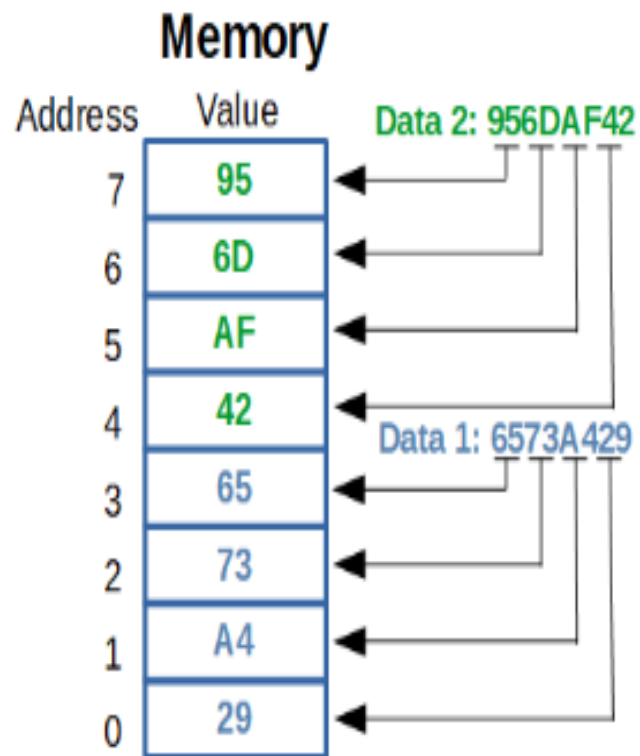 Memory
Address Value
Data 2: 956DAF42
7 95
6 6D
5 AF
4 42
Data 1: 6573A429
3 65
2 73
1 A4
0 29